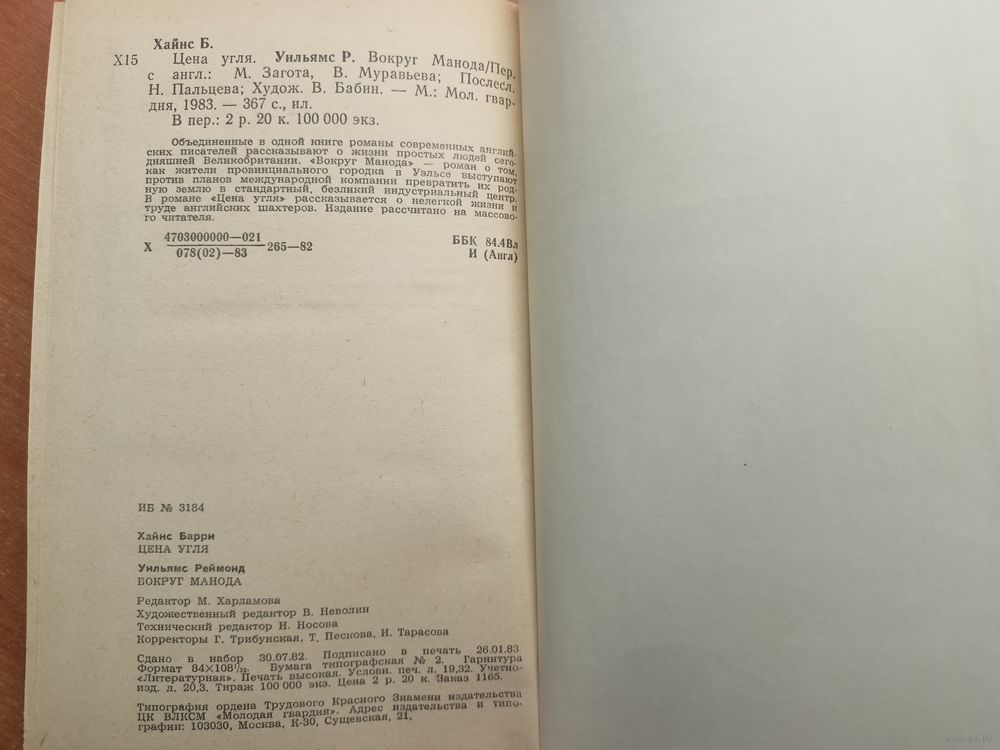 Хайнс Б.
Х15 Цена угля. Уильямс Р. Вокруг Манода/Пер.
с англ.: М. Загота, В. Муравьева; Послесл.
Н. Пальцева; Худож. В. Бабин. — М.: Мол. гвар-
дия, 1983. — 367 с., ил.
В пер.: 2 р. 20 к. 100 000 экз.
Объединенные в одной книге романы современных англий-
ских писателей рассказывают о жизни простых людей сего-
дняшней Великобритании. «Вокруг Манода» — роман о том,
как жители провинциального городка в Уэльсе выступают
против планов международной компании превратить их род-
ную землю в стандартный, безликий индустриальный центр.
В романе «Цена угля» рассказывается о нелегкой жизни и
труде английских шахтеров. Издание рассчитано на массово-
го читателя.
Х 4703000000—021
078(02)—83 265—82
ББК 84.4Вл
И (Англ)
ИБ № 3184
Хайнс Барри
ЦЕНА УГЛЯ
Уильямс Реймонд
ВОКРУГ МАНОДА
Редактор М. Харламова
Художественный редактор В. Неволин
Технический редактор Н. Носова
Корректоры Г. Трибунская, Т. Пескова, И. Тарасова
Сдано в набор 30.07.82. Подписано в печать 26.01.83.
Формат 84×108 1/32. Бумага типографская № 2. Гарнитура
«Литературная». Печать высокая. Условн. печ. л. 19,32. Учетно-
изд. л. 20,3. Тираж 100 000 экз. Цена 2 р. 20 к. Заказ 1165.
Типография ордена Трудового Красного Знамени издательства
ЦК ВЛКСМ «Молодая гвардия». Адрес издательства и типо-
графии: 103030, Москва, К-30, Сущевская, 21,
www.ay.by